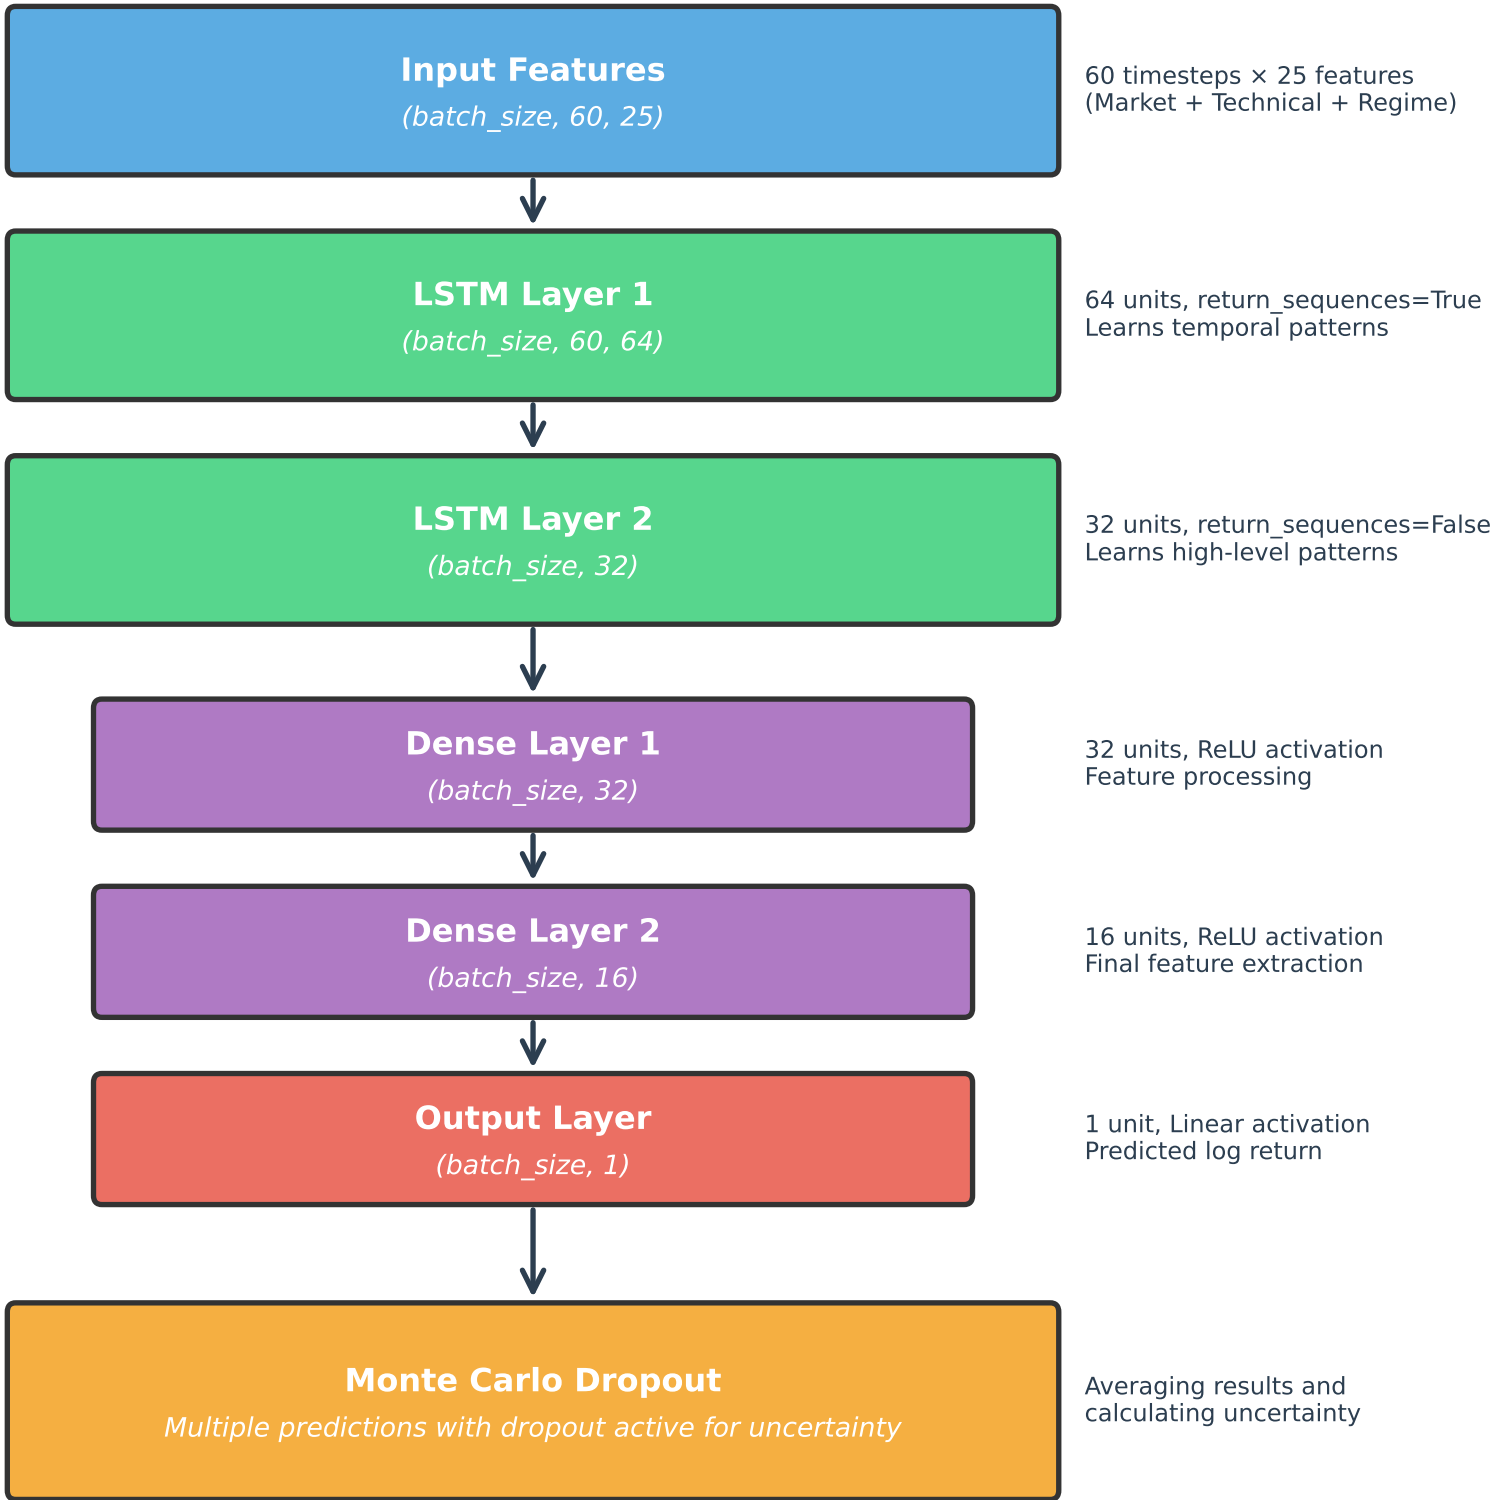 Input Features
(batch_size, 60, 25)
60 timesteps × 25 features
(Market + Technical + Regime)
LSTM Layer 1
(batch_size, 60, 64)
64 units, return_sequences=True
Learns temporal patterns
LSTM Layer 2
(batch_size, 32)
32 units, return_sequences=False
Learns high-level patterns
Dense Layer 1
(batch_size, 32)
32 units, ReLU activation
Feature processing
Dense Layer 2
(batch_size, 16)
16 units, ReLU activation
Final feature extraction
Output Layer
(batch_size, 1)
1 unit, Linear activation
Predicted log return
Monte Carlo Dropout
Multiple predictions with dropout active for uncertainty
Averaging results and
calculating uncertainty